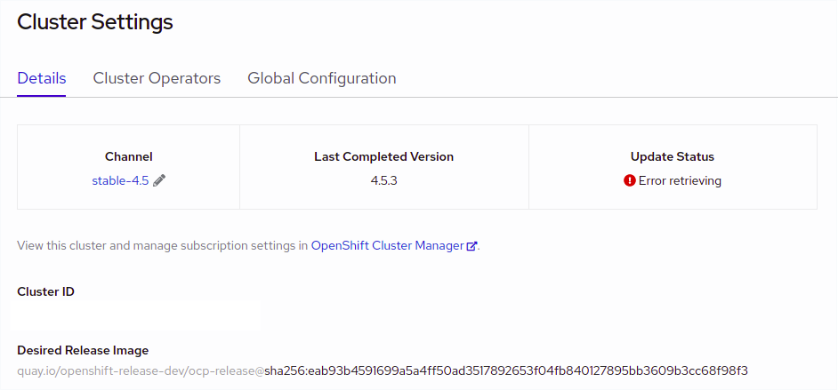 Cluster Settings
Details Cluster Operators Global Configuration
Channel Last Completed Version Update Status
stable-4.5 4.5.3 Error retrieving
View this cluster and manage subscription settings in OpenShift Cluster Manager.
Cluster ID
Desired Release Image
quay.io/openshift-release-dev/ocp-release@sha256:eab93b4591699a5a4ff50ad3517892653f04fb840127895bb3609b3cc68f98f3